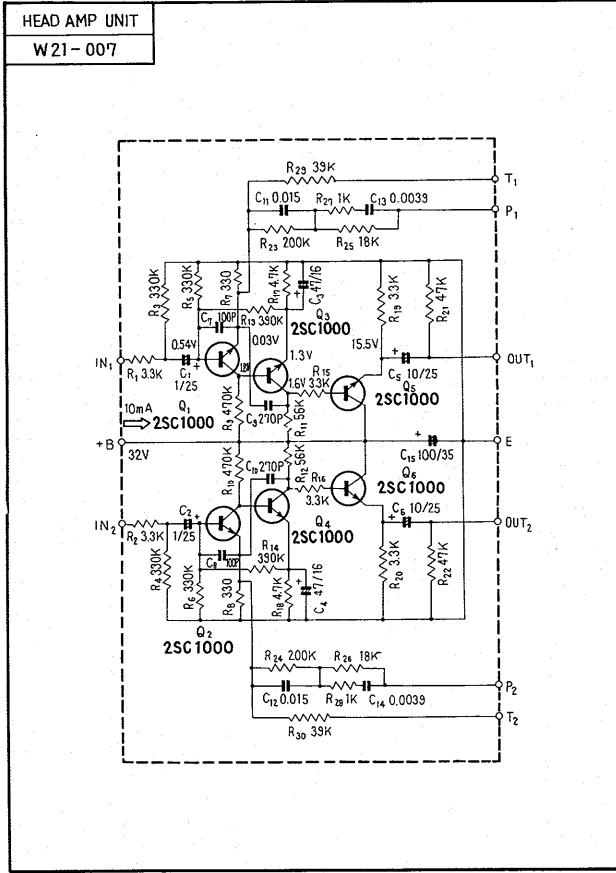 HEAD AMP UNIT
W21-007
R29 39K
T1
C11 0.015 R27 1K C13 0.0039
P1
R23 200K R25 18K
R3 330K
R5 330K
R7 330
R17 4.7K
C3 47/16
R19 3.3K
R21 47K
C7 100P
R13 390K
Q3
2SC1000
0.54V
0.03V
1.3V
15.5V
IN1
R1 3.3K
C1
1/25
1.6V
R15
3.3K
C5 10/25
OUT1
Q1
2SC1000
R9 470K
C9 270P
R11 56K
Q5
2SC1000
10mA
+B
32V
C15 100/35
E
R10 470K
C10 270P
R12 56K
R16
3.3K
Q6
2SC1000
C6 10/25
IN2
R2 3.3K
C2
1/25
Q4
2SC1000
OUT2
R4 330K
R6 330K
C8 100P
R8 330
R14
390K
R18 4.7K
C4 47/16
R20 3.3K
R22 47K
Q2
2SC1000
R24 200K R26 18K
P2
C12 0.015 R28 1K C14 0.0039
T2
R30 39K